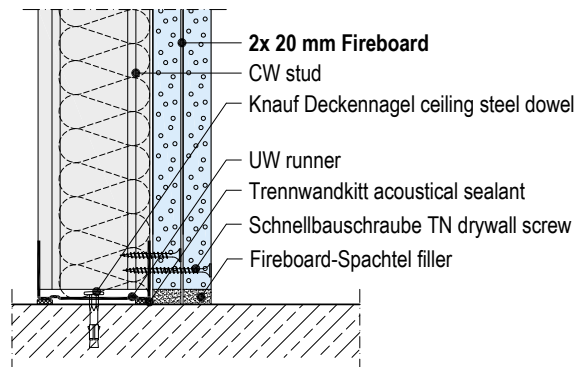 2x 20 mm Fireboard
CW stud
Knauf Deckennagel ceiling steel dowel
UW runner
Trennwandkitt acoustical sealant
Schnellbauschraube TN drywall screw
Fireboard-Spachtel filler